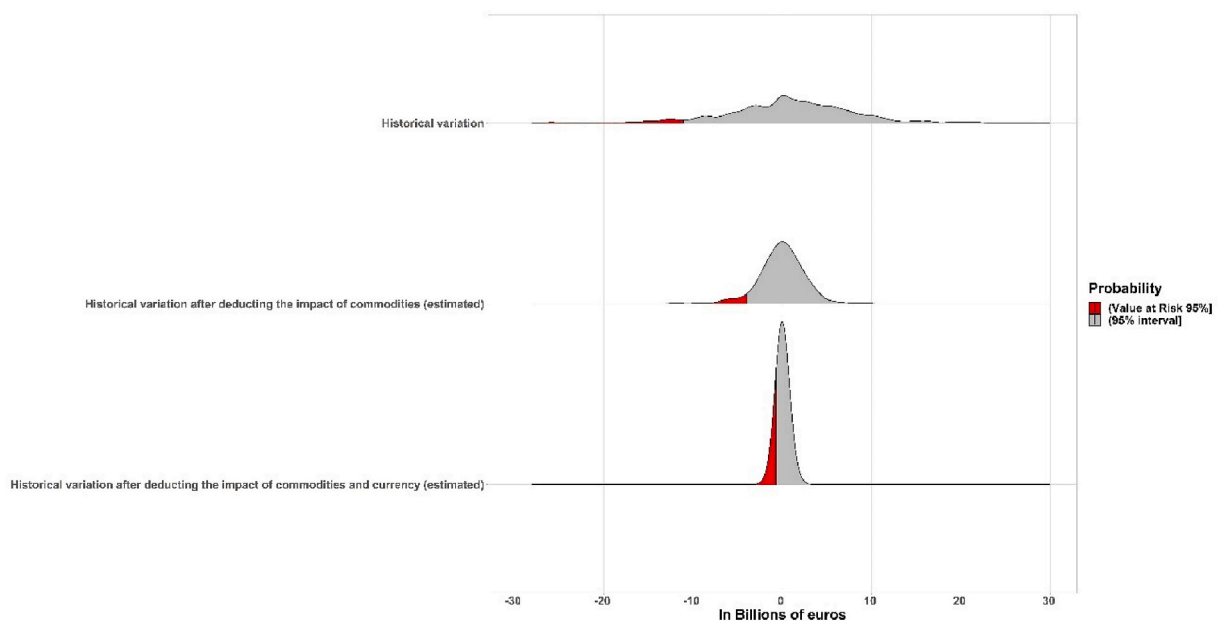 Historical variation
Historical variation after deducting the impact of commodities (estimated)
Historical variation after deducting the impact of commodities and currency (estimated)
Probability
(Value at Risk 95%]
(95% interval]
-30 -20 -10 0 10 20 30
In Billions of euros